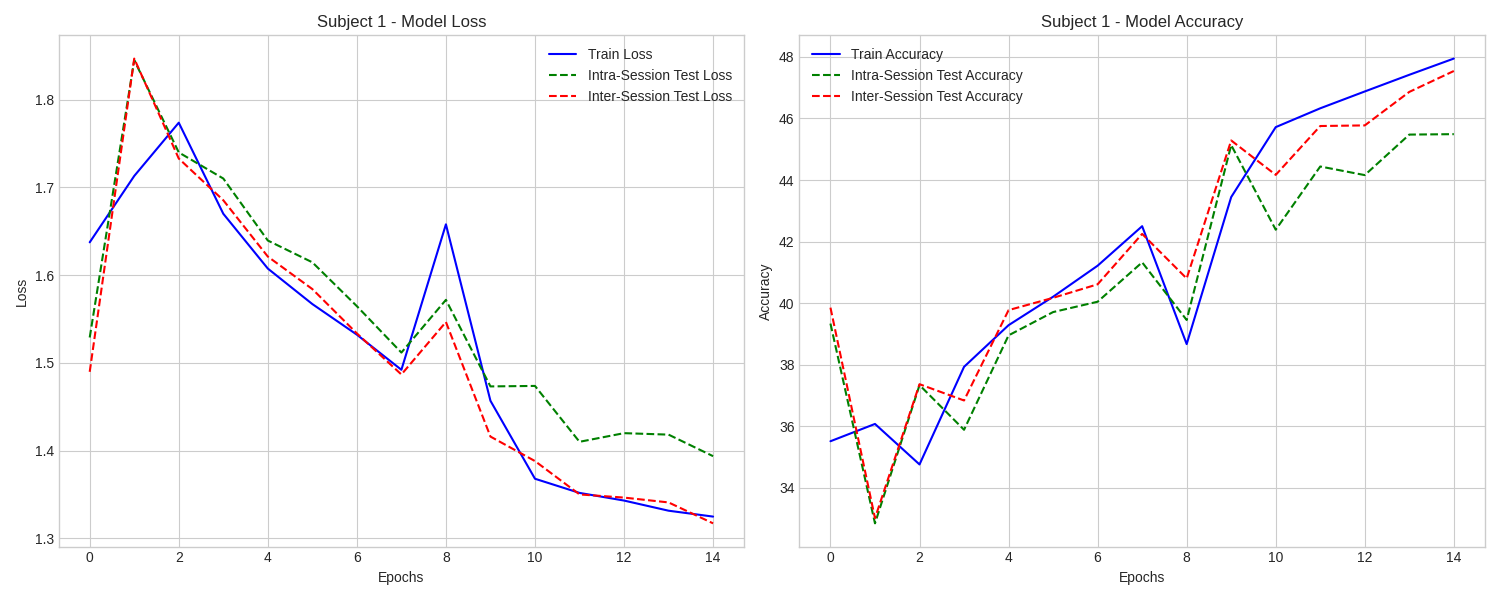 Subject 1 - Model Loss
Train Loss
Intra-Session Test Loss
Inter-Session Test Loss
Loss
1.8
1.7
1.6
1.5
1.4
1.3
0 2 4 6 8 10 12 14
Epochs
Subject 1 - Model Accuracy
Train Accuracy
Intra-Session Test Accuracy
Inter-Session Test Accuracy
Accuracy
48
46
44
42
40
38
36
34
0 2 4 6 8 10 12 14
Epochs